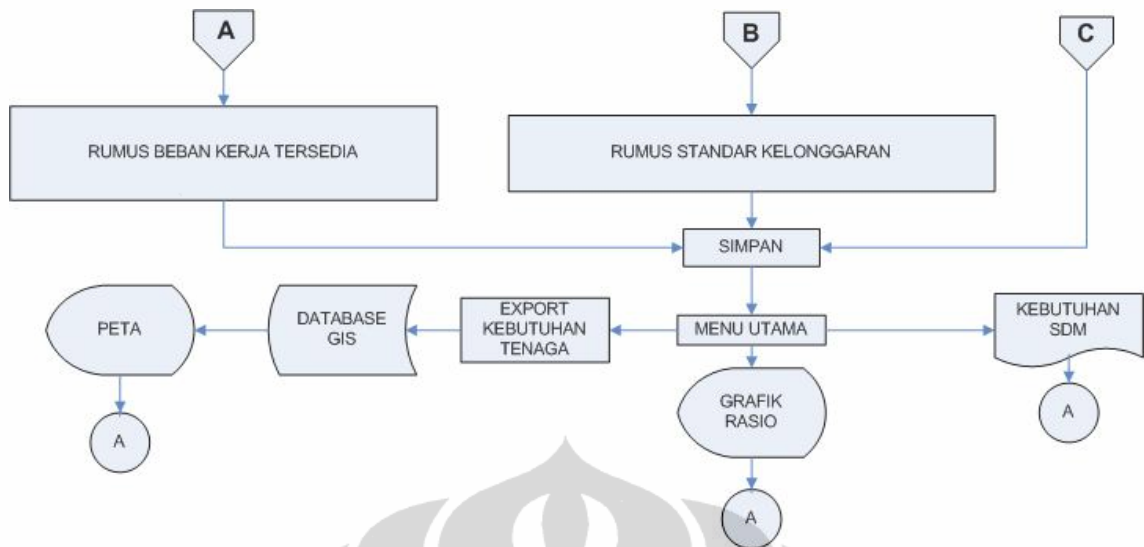 A
B
C
RUMUS BEBAN KERJA TERSEDIA
RUMUS STANDAR KELONGGARAN
SIMPAN
PETA
DATABASE
GIS
EXPORT
KEBUTUHAN
TENAGA
MENU UTAMA
KEBUTUHAN
SDM
GRAFIK
RASIO
A
A
A